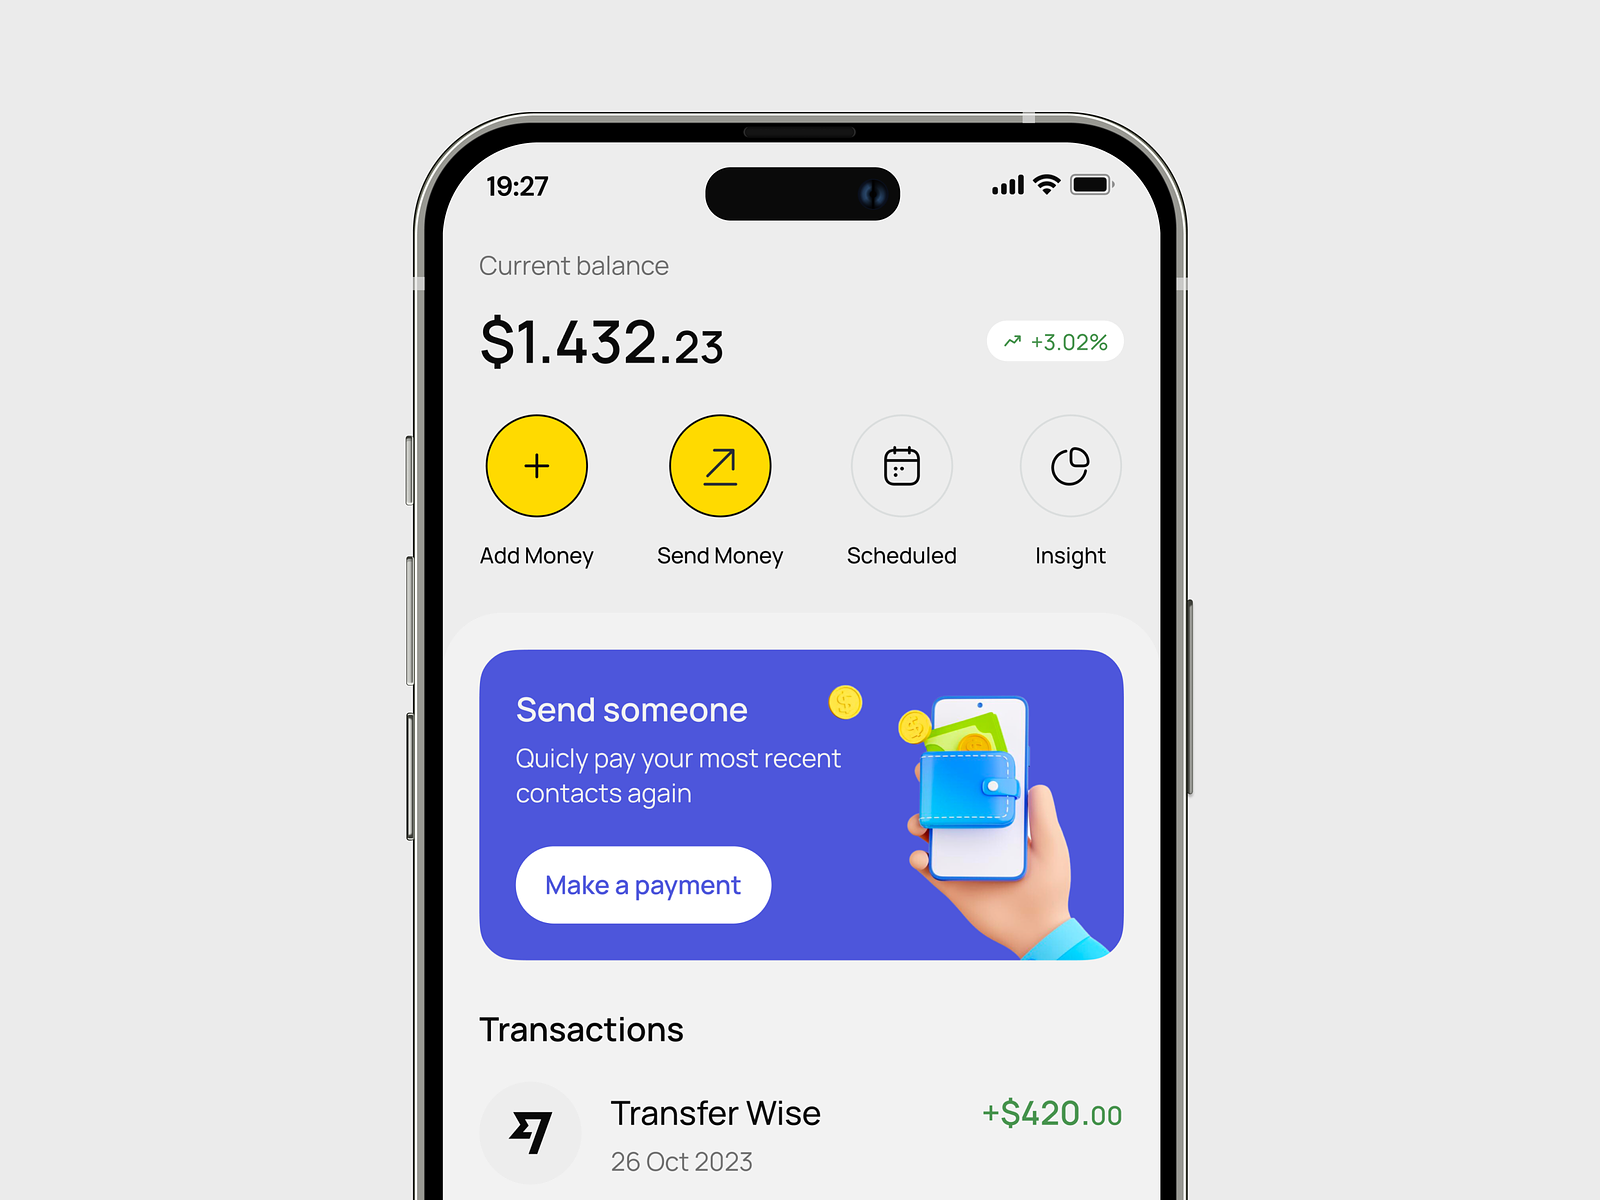 19:27
Current balance
$1.432.23
+3.02%
Add Money
Send Money
Scheduled
Insight
Send someone
Quicly pay your most recent
contacts again
Make a payment
Transactions
Transfer Wise
+$420.00
26 Oct 2023